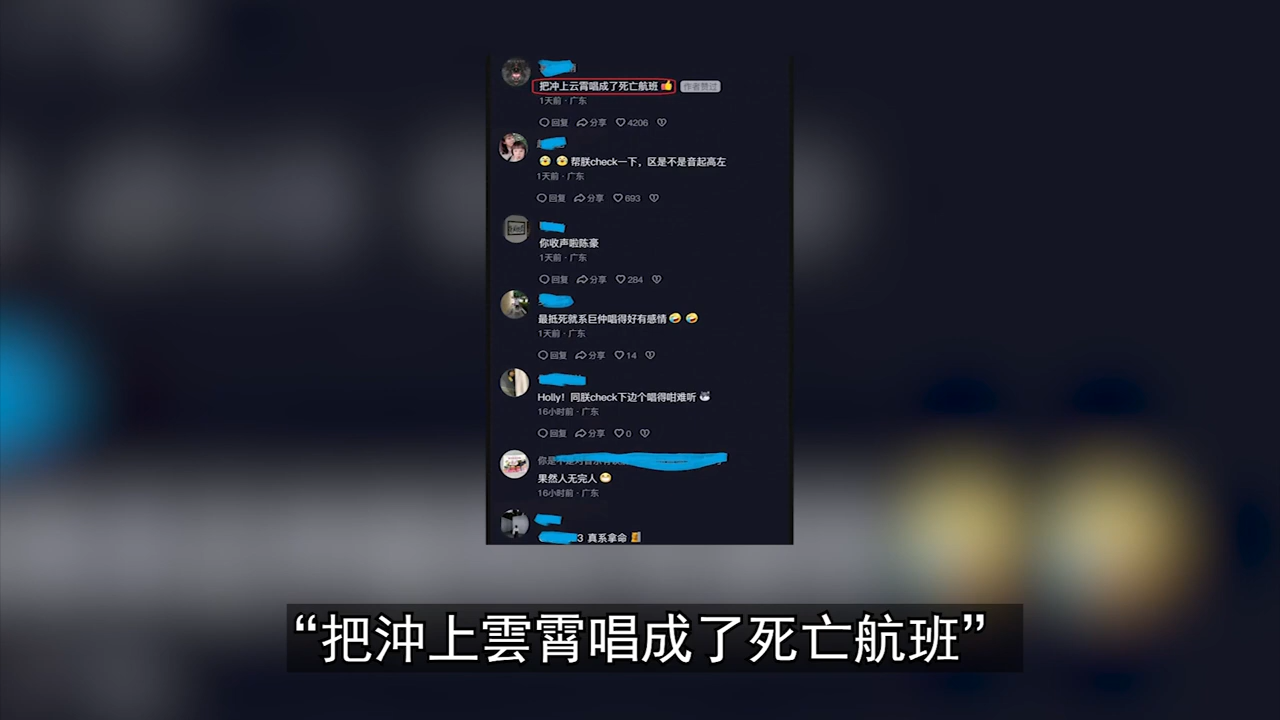 把冲上云霄唱成了死亡航班👍 作者赞过
1天前 · 广东
回复 分享 4206
🤣 🤣 帮朕check一下，区是不是音起高左
1天前 · 广东
回复 分享 693
你收声啦陈豪
1天前 · 广东
回复 分享 284
最抵死就系巨仲唱得好有感情🤣 🤣
1天前 · 广东
回复 分享 14
Holly！同朕check下边个唱得咁难听
16小时前 · 广东
回复 分享 0
果然人无完人😁
16小时前 · 广东
3 真系拿命
“把沖上雲霄唱成了死亡航班”